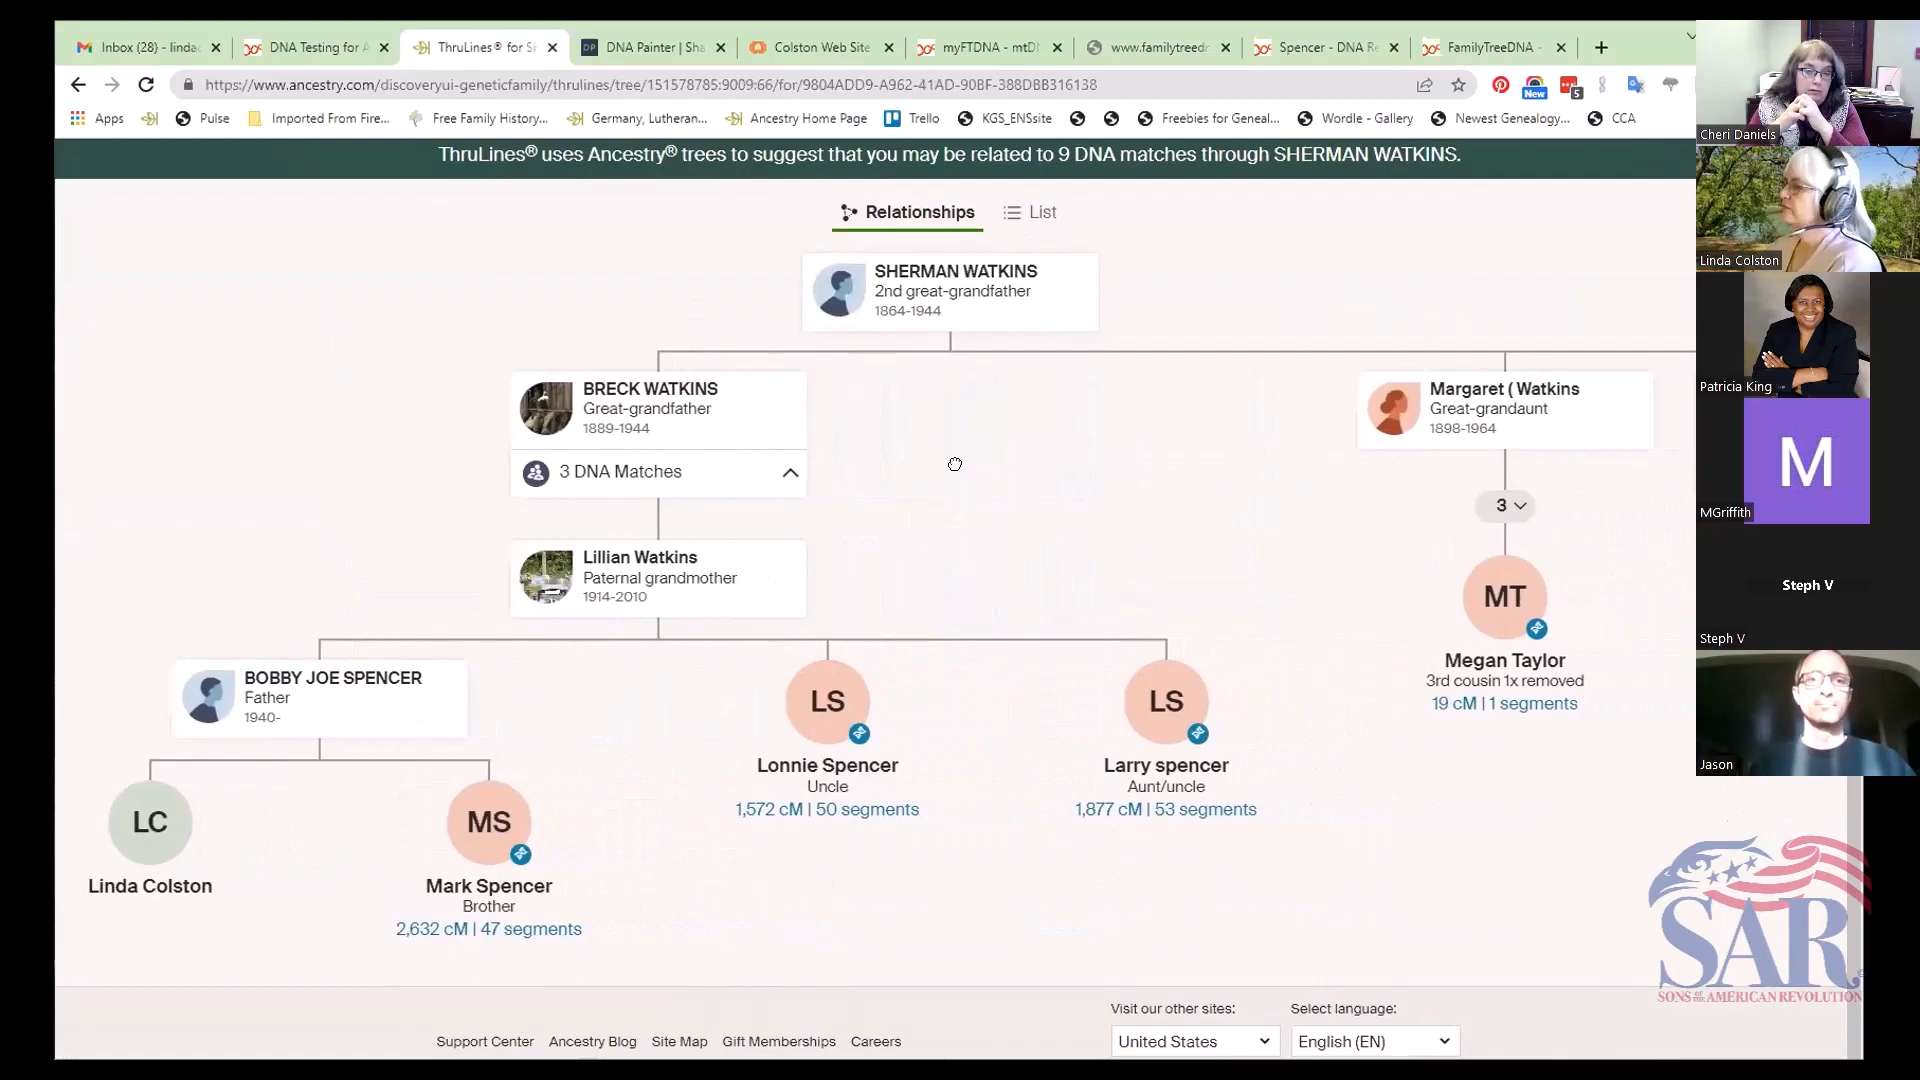 Inbox (28) - linda
DNA Testing for A
ThruLines® for S
DNA Painter | Sha
Colston Web Site
myFTDNA - mtD
www.familytreed
Spencer - DNA Re
FamilyTreeDNA -
https://www.ancestry.com/discoveryui-geneticfamily/thrulines/tree/151578785:9009:66/for/9804ADD9-A962-41AD-90BF-388DBB316138
New
5
Apps
Pulse
Imported From Fire...
Free Family History...
Germany, Lutheran...
Ancestry Home Page
Trello
KGS_ENSsite
Freebies for Geneal...
Wordle - Gallery
Newest Genealogy...
CCA
ThruLines® uses Ancestry® trees to suggest that you may be related to 9 DNA matches through SHERMAN WATKINS.
Relationships
List
SHERMAN WATKINS
2nd great-grandfather
1864-1944
BRECK WATKINS
Great-grandfather
1889-1944
3 DNA Matches
Margaret ( Watkins
Great-grandaunt
1898-1964
3
Lillian Watkins
Paternal grandmother
1914-2010
MT
Megan Taylor
3rd cousin 1x removed
19 cM | 1 segments
BOBBY JOE SPENCER
Father
1940-
LS
Lonnie Spencer
Uncle
1,572 cM | 50 segments
LS
Larry spencer
Aunt/uncle
1,877 cM | 53 segments
LC
Linda Colston
MS
Mark Spencer
Brother
2,632 cM | 47 segments
Support Center
Ancestry Blog
Site Map
Gift Memberships
Careers
Visit our other sites:
United States
Select language:
English (EN)
Cheri Daniels
Linda Colston
Patricia King
M
MGriffith
Steph V
Steph V
Jason
SAR
SONS OF THE AMERICAN REVOLUTION